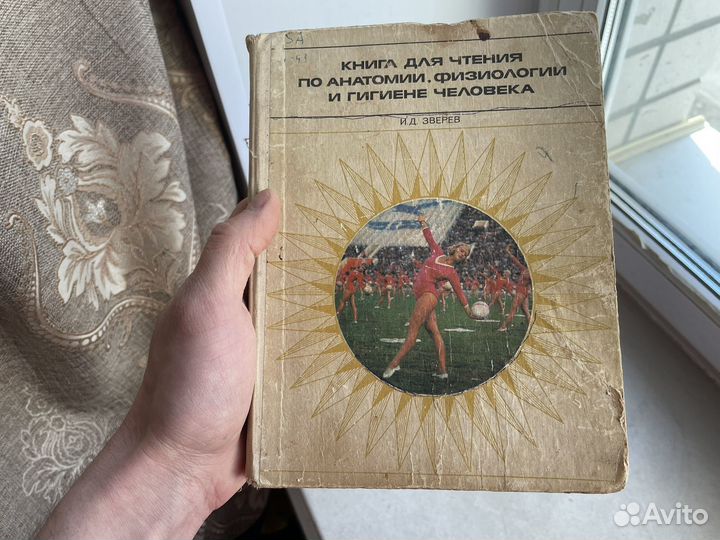 КНИГА ДЛЯ ЧТЕНИЯ
ПО АНАТОМИИ, ФИЗИОЛОГИИ
И ГИГИЕНЕ ЧЕЛОВЕКА
И.Д. ЗВЕРЕВ
Avito